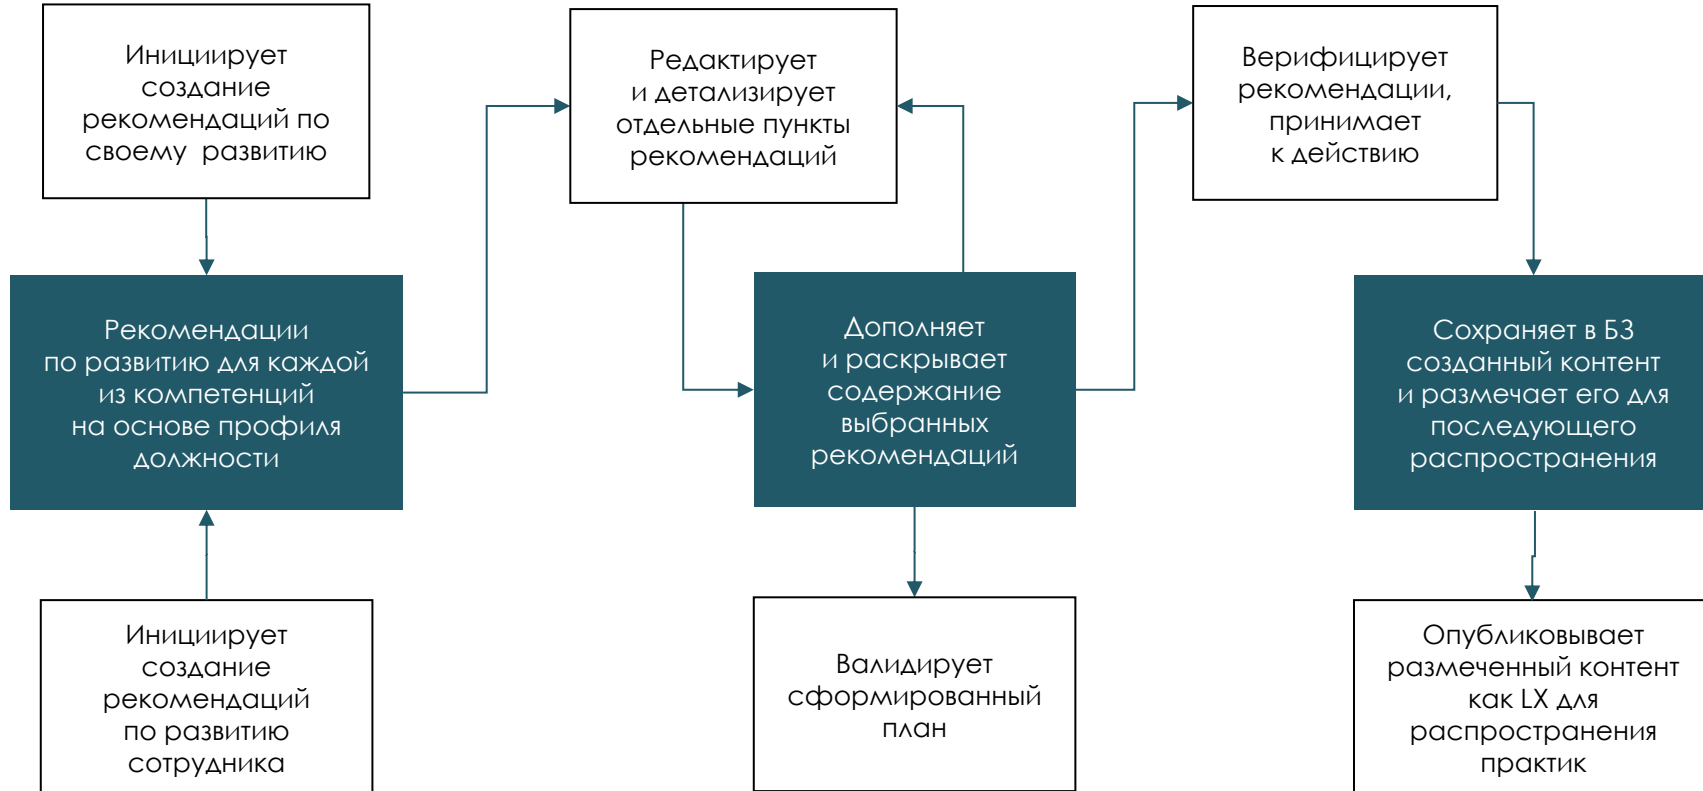 Инициирует
создание
рекомендаций по
своему развитию
Редактирует
и детализирует
отдельные пункты
рекомендаций
Верифицирует
рекомендации,
принимает
к действию
Рекомендации
по развитию для каждой
из компетенций
на основе профиля
должности
Дополняет
и раскрывает
содержание
выбранных
рекомендаций
Сохраняет в БЗ
созданный контент
и размечает его для
последующего
распространения
Инициирует
создание
рекомендаций
по развитию
сотрудника
Валидирует
сформированный
план
Опубликовывает
размеченный контент
как LX для
распространения
практик